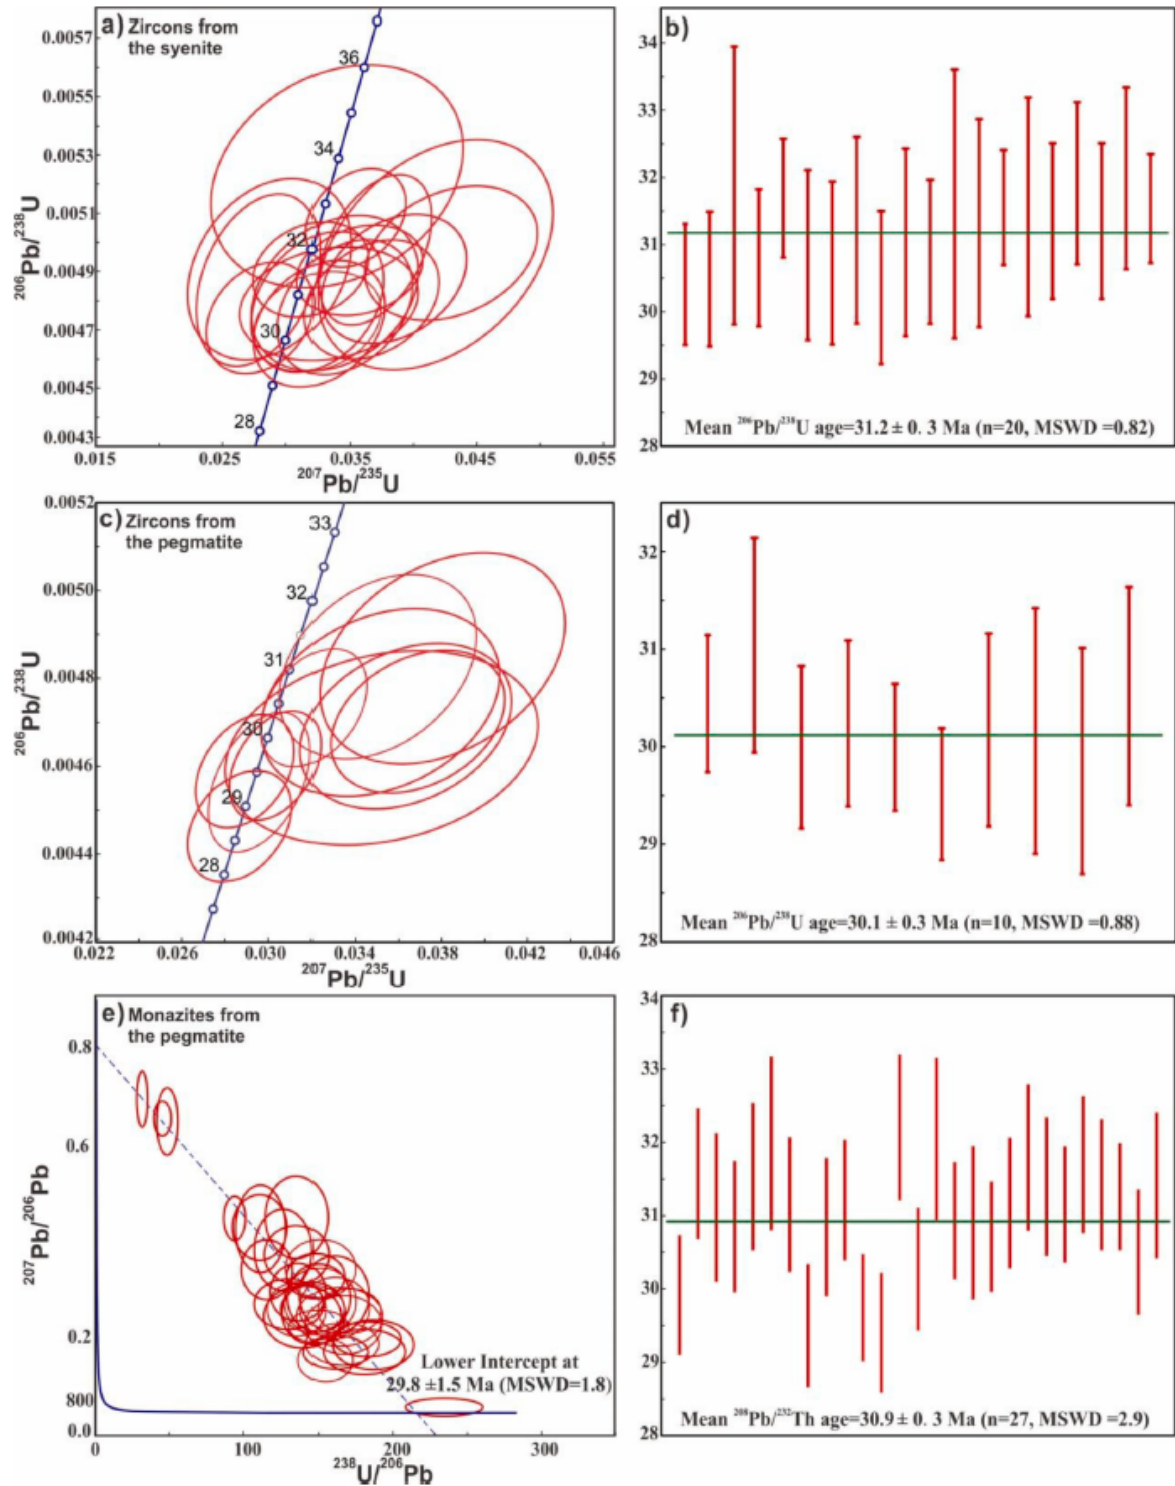 a) Zircons from
the syenite
0.0057
0.0055
0.0053
0.0051
0.0049
0.0047
0.0045
0.0043
²⁰⁶Pb/²³⁸U
36
34
32
30
28
0.015 0.025 0.035 0.045 0.055
²⁰⁷Pb/²³⁵U
b)
34
33
32
31
30
29
28
Mean ²⁰⁶Pb/²³⁸U age=31.2 ± 0. 3 Ma (n=20, MSWD =0.82)
c) Zircons from
the pegmatite
0.0052
0.0050
0.0048
0.0046
0.0044
0.0042
²⁰⁶Pb/²³⁸U
33
32
31
30
29
28
0.022 0.026 0.030 0.034 0.038 0.042 0.046
²⁰⁷Pb/²³⁵U
d)
32
31
30
29
28
Mean ²⁰⁶Pb/²³⁸U age=30.1 ± 0.3 Ma (n=10, MSWD=0.88)
e) Monazites from
the pegmatite
0.8
0.6
0.2
800
0.0
²⁰⁷Pb/²⁰⁶Pb
Lower Intercept at
29.8 ±1.5 Ma (MSWD=1.8)
0 100 200 300
²³⁸U/²⁰⁶Pb
f)
34
33
32
31
30
29
28
Mean ²⁰⁸Pb/²³²Th age=30.9 ± 0. 3 Ma (n=27, MSWD =2.9)